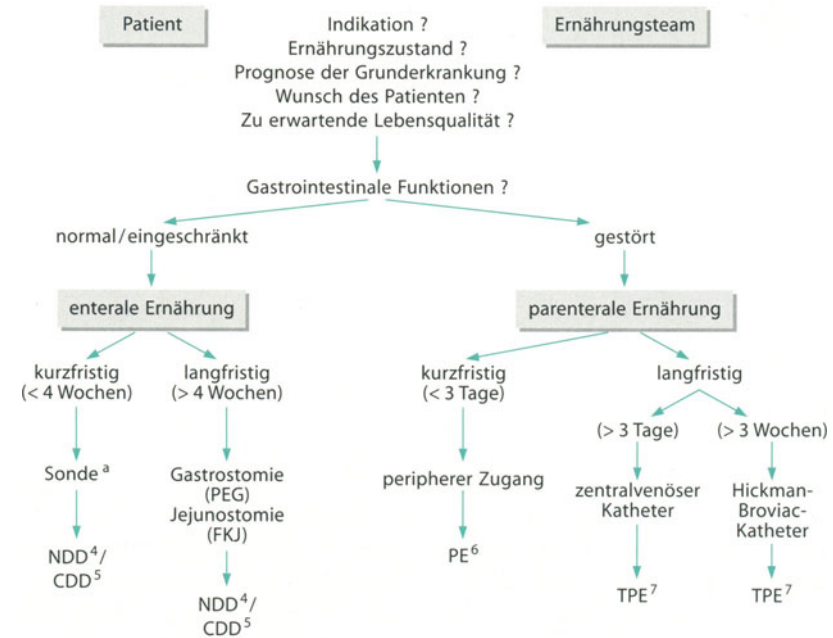 Patient
Indikation ?
Ernährungsteam
Ernährungszustand ?
Prognose der Grunderkrankung ?
Wunsch des Patienten ?
Zu erwartende Lebensqualität ?
Gastrointestinale Funktionen ?
normal/eingeschränkt
gestört
enterale Ernährung
parenterale Ernährung
kurzfristig
(< 4 Wochen)
langfristig
(> 4 Wochen)
kurzfristig
(< 3 Tage)
langfristig
(> 3 Tage)
(> 3 Wochen)
Sonde a
Gastrostomie
(PEG)
Jejunostomie
(FKJ)
peripherer Zugang
zentralvenöser
Katheter
Hickman-
Broviac-
Katheter
NDD4/
CDD5
NDD4/
CDD5
PE6
TPE7
TPE7